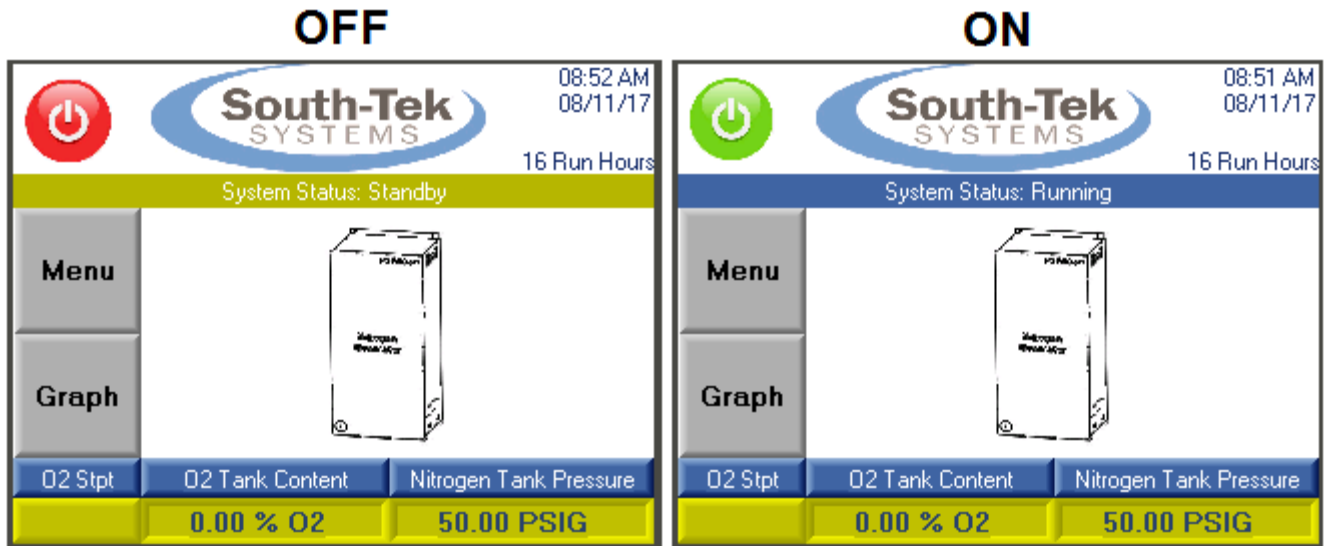 OFF
South-Tek
SYSTEMS
08:52 AM
08/11/17
16 Run Hours
System Status: Standby
Menu
Graph
O2 Stpt
O2 Tank Content
Nitrogen Tank Pressure
0.00 % O2
50.00 PSIG
ON
South-Tek
SYSTEMS
08:51 AM
08/11/17
16 Run Hours
System Status: Running
Menu
Graph
O2 Stpt
O2 Tank Content
Nitrogen Tank Pressure
0.00 % O2
50.00 PSIG